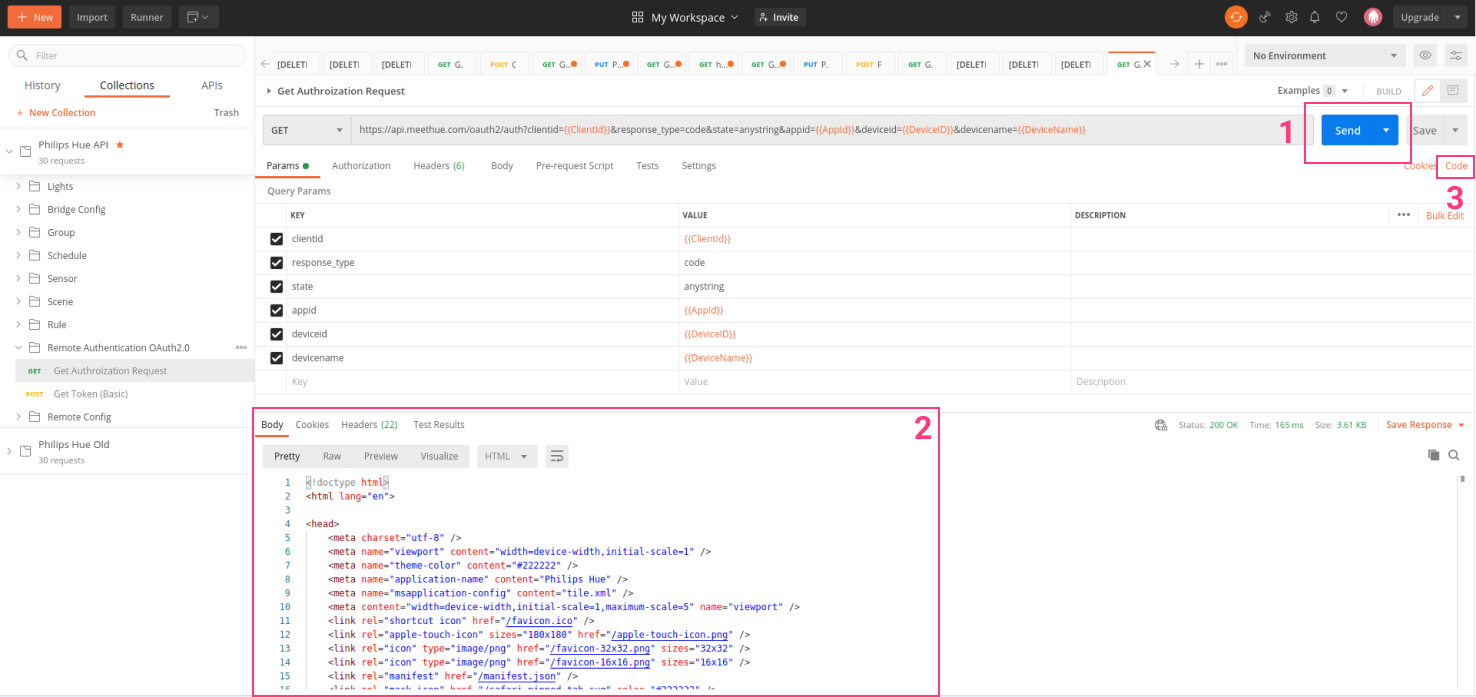 + New Import Runner My Workspace Invite Upgrade
Filter
History Collections APIs
+ New Collection Trash
Philips Hue API ★
30 requests
Lights
Bridge Config
Group
Schedule
Sensor
Scene
Rule
Remote Authentication OAuth2.0
GET Get Authroization Request
POST Get Token (Basic)
Remote Config
Philips Hue Old
30 requests
[DELETI [DELETI [DELETI GET G. POST C GET G... PUT P... GET G... GET h... GET G... PUT P. POST F GET G. [DELETI [DELETI [DELETI GET G. No Environment
Get Authroization Request Examples 0 BUILD
GET https://api.meethue.com/oauth2/auth?clientid={{ClientId}}&response_type=code&state=anystring&appid={{AppId}}&deviceid={{DeviceID}}&devicename={{DeviceName}} 1 Send Save
Params Authorization Headers (6) Body Pre-request Script Tests Settings Cookies Code
3
Query Params
KEY VALUE DESCRIPTION Bulk Edit
clientid {{ClientId}}
response_type code
state anystring
appid {{AppId}}
deviceid {{DeviceID}}
devicename {{DeviceName}}
Key Value Description
Body Cookies Headers (22) Test Results 2 Status: 200 OK Time: 165 ms Size: 3.61 KB Save Response
Pretty Raw Preview Visualize HTML
1 <!doctype html>
2 <html lang="en">
3
4 <head>
5 <meta charset="utf-8" />
6 <meta name="viewport" content="width=device-width,initial-scale=1" />
7 <meta name="theme-color" content="#222222" />
8 <meta name="application-name" content="Philips Hue" />
9 <meta name="msapplication-config" content="tile.xml" />
10 <meta content="width=device-width,initial-scale=1,maximum-scale=5" name="viewport" />
11 <link rel="shortcut icon" href="/favicon.ico" />
12 <link rel="apple-touch-icon" sizes="180x180" href="/apple-touch-icon.png" />
13 <link rel="icon" type="image/png" href="/favicon-32x32.png" sizes="32x32" />
14 <link rel="icon" type="image/png" href="/favicon-16x16.png" sizes="16x16" />
15 <link rel="manifest" href="/manifest.json" />